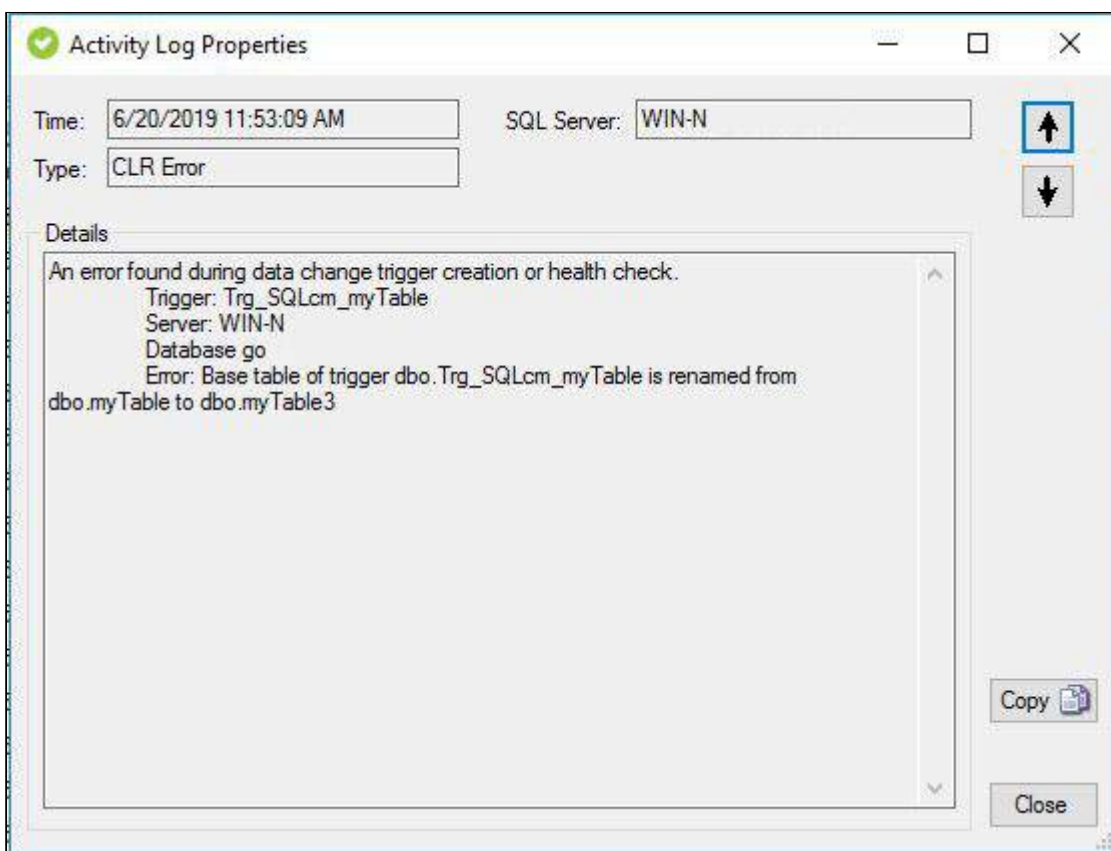 Activity Log Properties
Time: 6/20/2019 11:53:09 AM SQL Server: WIN-N
Type: CLR Error
Details
An error found during data change trigger creation or health check.
Trigger: Trg_SQLcm_myTable
Server: WIN-N
Database go
Error: Base table of trigger dbo.Trg_SQLcm_myTable is renamed from
dbo.myTable to dbo.myTable3
Copy
Close